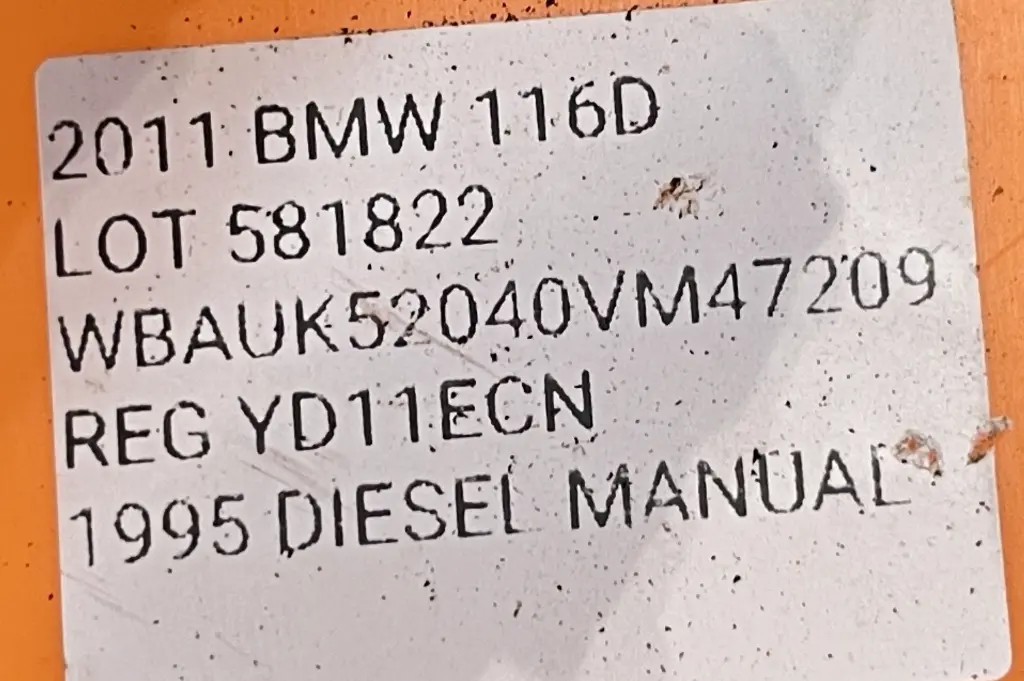 2011 BMW 116D
LOT 581822
WBAUK52040VM47209
REG YD11ECN
1995 DIESEL MANUAL